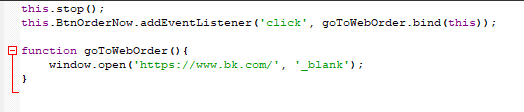 this.stop();
this.BtnOrderNow.addEventListener('click', goToWebOrder.bind(this));
function goToWebOrder(){
window.open('https://www.bk.com/', '_blank');
}